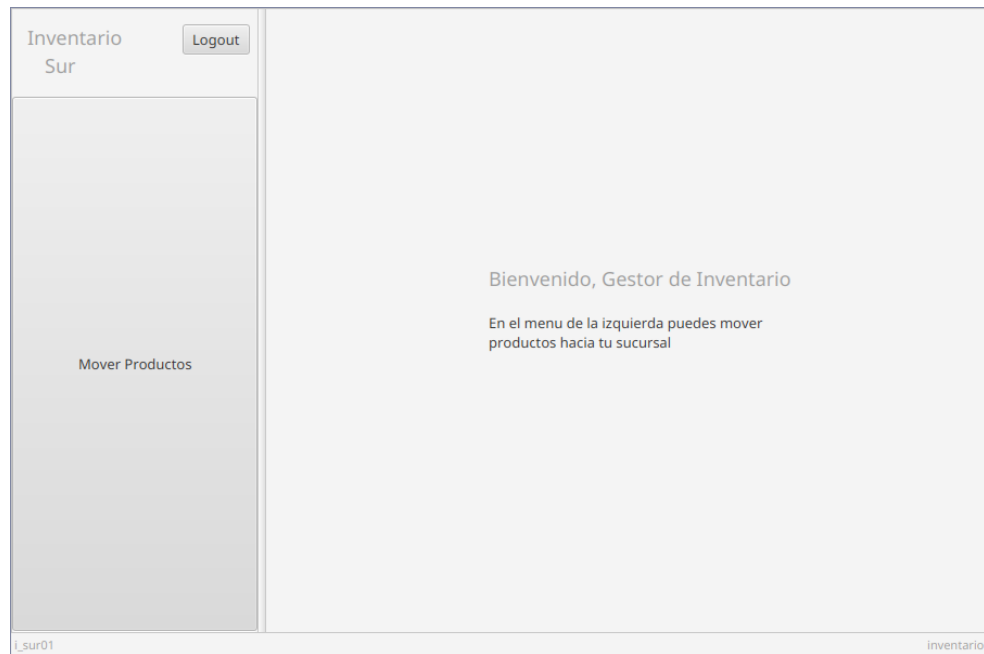 Inventario
Sur
Logout
Mover Productos
Bienvenido, Gestor de Inventario
En el menu de la izquierda puedes mover
productos hacia tu sucursal
i_sur01
inventario